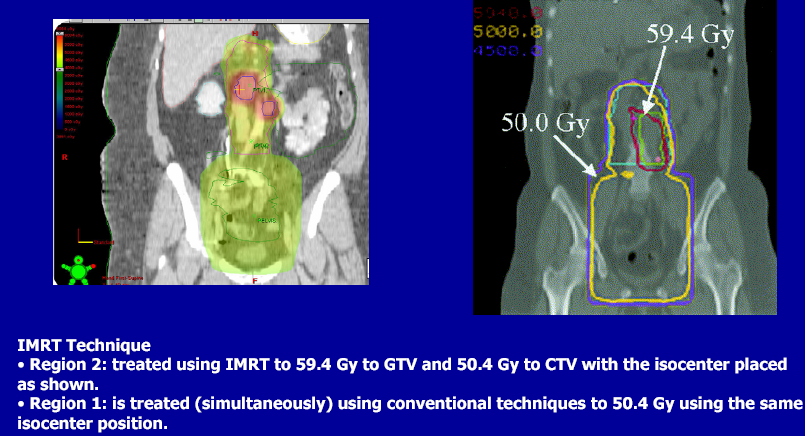 H
R
F
5940.0
5000.0
4500.0
59.4 Gy
50.0 Gy
IMRT Technique
• Region 2: treated using IMRT to 59.4 Gy to GTV and 50.4 Gy to CTV with the isocenter placed
as shown.
• Region 1: is treated (simultaneously) using conventional techniques to 50.4 Gy using the same
isocenter position.